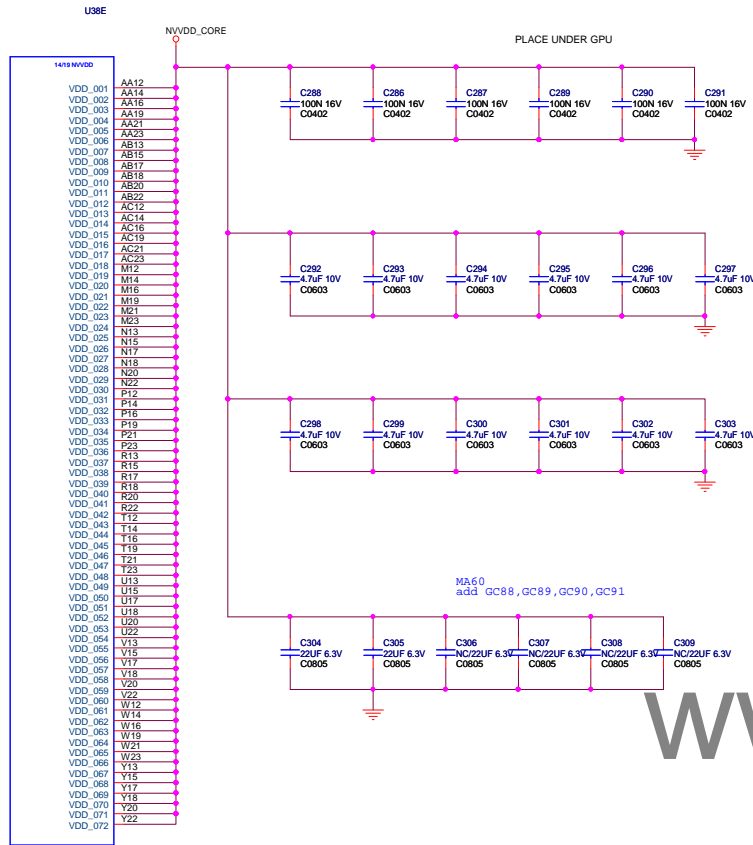 U38E
NVVDD_CORE
PLACE UNDER GPU
14/19 NVVDD
VDD_001 AA12
VDD_002 AA14
VDD_003 AA16
VDD_004 AA19
VDD_005 AA21
VDD_006 AA23
VDD_007 AB13
VDD_008 AB15
VDD_009 AB17
VDD_010 AB18
VDD_011 AB20
VDD_012 AB22
VDD_013 AC12
VDD_014 AC14
VDD_015 AC16
VDD_016 AC19
VDD_017 AC21
VDD_018 AC23
VDD_019 M12
VDD_020 M14
VDD_021 M16
VDD_022 M19
VDD_023 M21
VDD_024 M23
VDD_025 N13
VDD_026 N15
VDD_027 N17
VDD_028 N18
VDD_029 N20
VDD_030 N22
VDD_031 P12
VDD_032 P14
VDD_033 P16
VDD_034 P19
VDD_035 P21
VDD_036 P23
VDD_037 R13
VDD_038 R15
VDD_039 R17
VDD_040 R18
VDD_041 R20
VDD_042 R22
VDD_043 T12
VDD_044 T14
VDD_045 T16
VDD_046 T19
VDD_047 T21
VDD_048 T23
VDD_049 U13
VDD_050 U15
VDD_051 U17
VDD_052 U18
VDD_053 U20
VDD_054 U22
VDD_055 V13
VDD_056 V15
VDD_057 V17
VDD_058 V18
VDD_059 V20
VDD_060 V22
VDD_061 W12
VDD_062 W14
VDD_063 W16
VDD_064 W19
VDD_065 W21
VDD_066 W23
VDD_067 Y13
VDD_068 Y15
VDD_069 Y17
VDD_070 Y18
VDD_071 Y20
VDD_072 Y22
C288 C286 C287 C289 C290 C291
100N 16V 100N 16V 100N 16V 100N 16V 100N 16V 100N 16V
C0402 C0402 C0402 C0402 C0402 C0402
C292 C293 C294 C295 C296 C297
4.7uF 10V 4.7uF 10V 4.7uF 10V 4.7uF 10V 4.7uF 10V 4.7uF 10V
C0603 C0603 C0603 C0603 C0603 C0603
C298 C299 C300 C301 C302 C303
4.7uF 10V 4.7uF 10V 4.7uF 10V 4.7uF 10V 4.7uF 10V 4.7uF 10V
C0603 C0603 C0603 C0603 C0603 C0603
MA60
add GC88,GC89,GC90,GC91
C304 C305 C306 C307 C308 C309
22UF 6.3V 22UF 6.3V NC/22UF 6.3V NC/22UF 6.3V NC/22UF 6.3V NC/22UF 6.3V
C0805 C0805 C0805 C0805 C0805 C0805